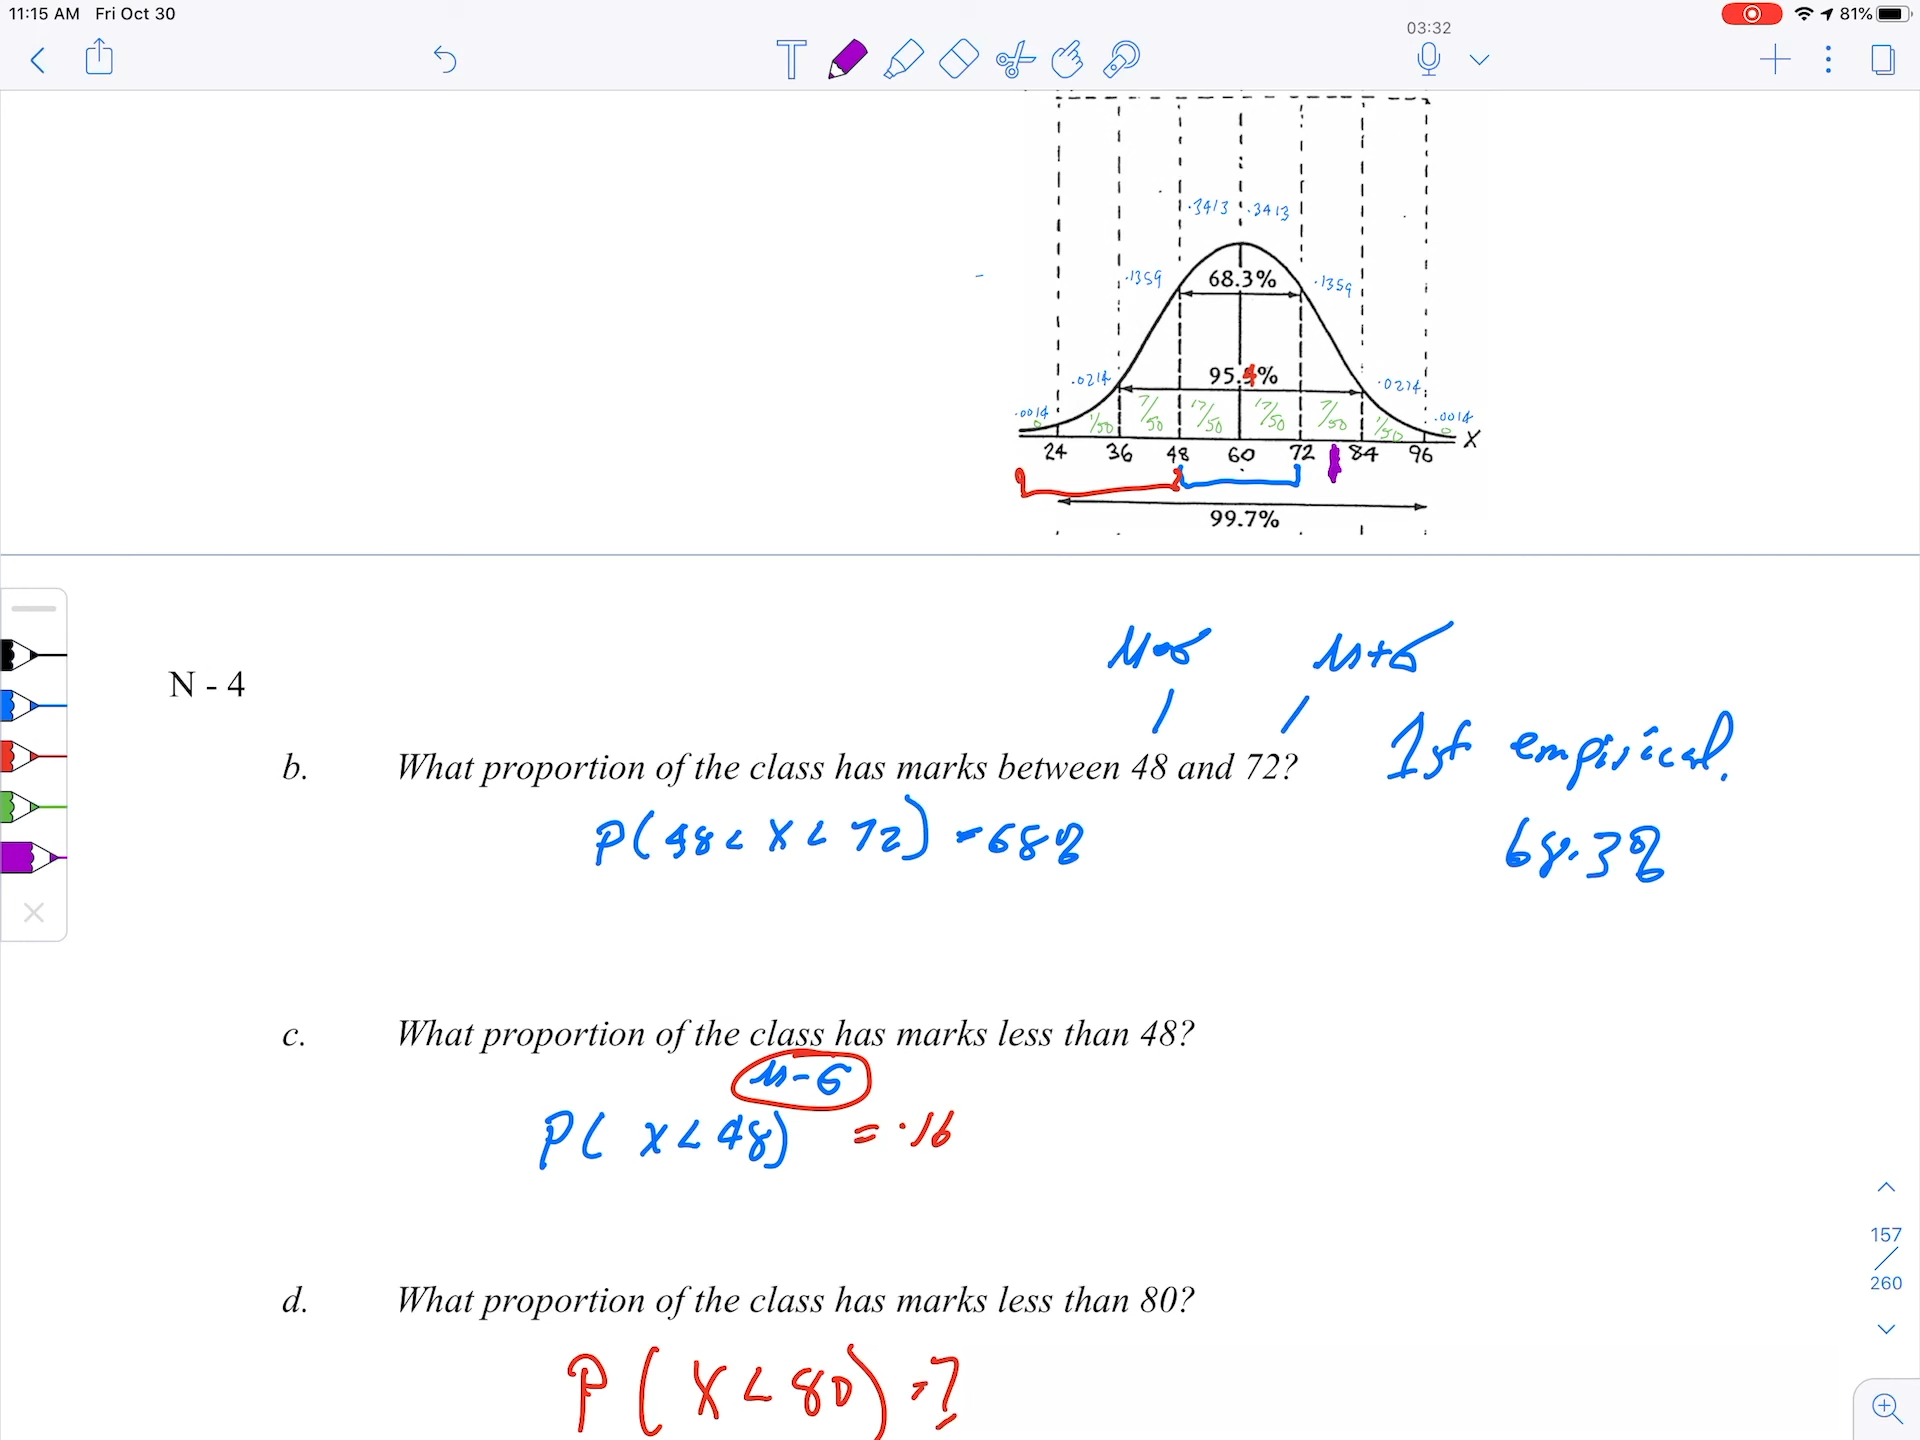 11:15 AM Fri Oct 30
81%
03:32
T
.3413 .3413
.1359 68.3% .1359
.0214 95.4% .0214
.0014 0 1/50 7/50 17/50 17/50 7/50 1/50 0 .0014
24 36 48 60 72 84 96 X
99.7%
μ-σ μ+σ
N - 4
1st empirical.
b. What proportion of the class has marks between 48 and 72?
P(48 < X < 72) = 68%
68.3%
c. What proportion of the class has marks less than 48?
μ-σ
P( X < 48) = .16
157
260
d. What proportion of the class has marks less than 80?
P(X < 80) = ?